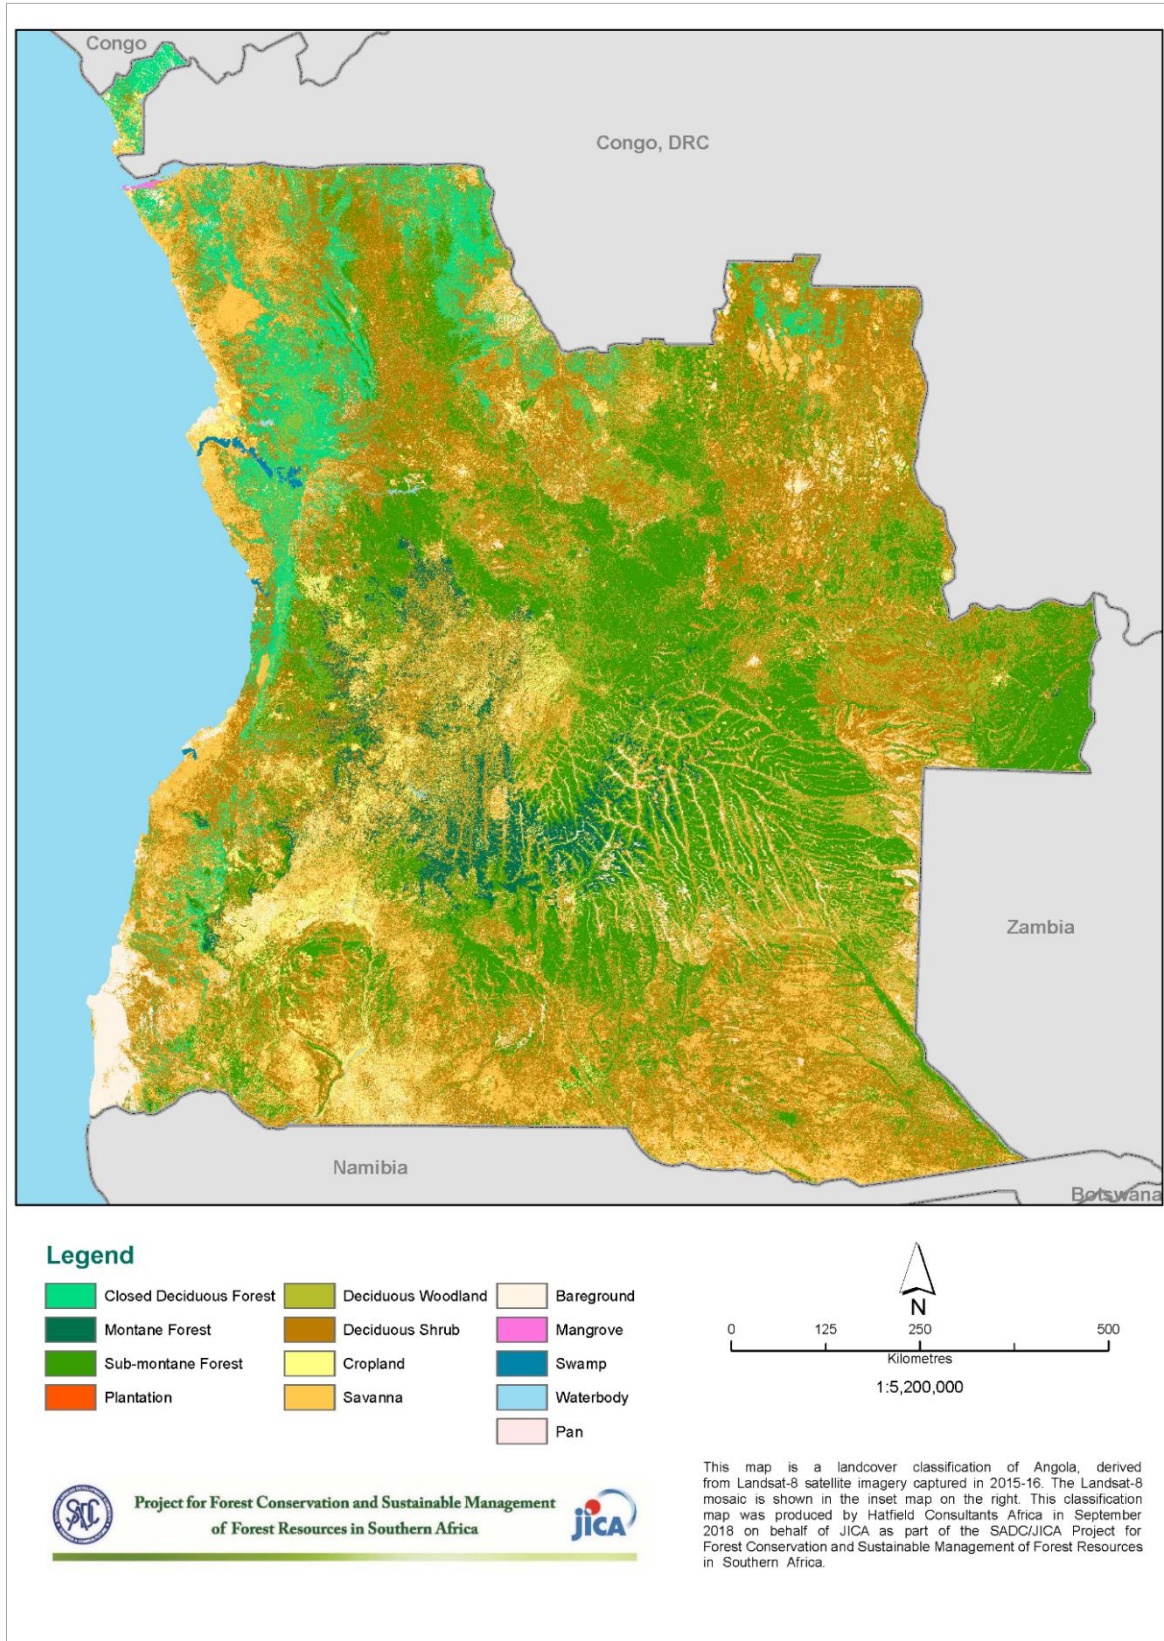 Congo
Congo, DRC
Zambia
Namibia
Botswana
Legend
Closed Deciduous Forest
Montane Forest
Sub-montane Forest
Plantation
Deciduous Woodland
Deciduous Shrub
Cropland
Savanna
Bareground
Mangrove
Swamp
Waterbody
Pan
N
0 125 250 500
Kilometres
1:5,200,000
SADC
Project for Forest Conservation and Sustainable Management
of Forest Resources in Southern Africa
jica
This map is a landcover classification of Angola, derived
from Landsat-8 satellite imagery captured in 2015-16. The Landsat-8
mosaic is shown in the inset map on the right. This classification
map was produced by Hatfield Consultants Africa in September
2018 on behalf of JICA as part of the SADC/JICA Project for
Forest Conservation and Sustainable Management of Forest Resources
in Southern Africa.